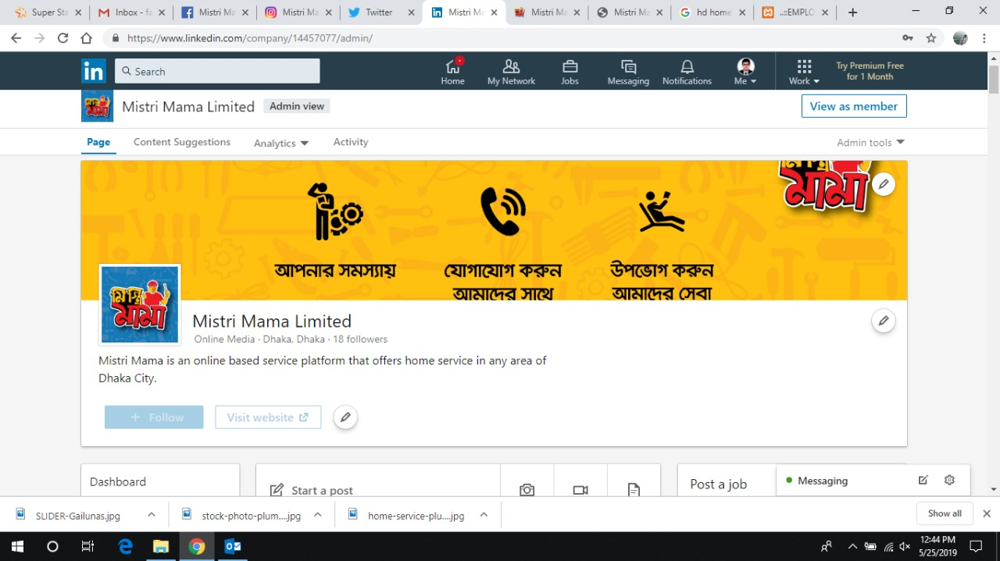 Super Sta
Inbox - fa
Mistri Ma
Mistri Ma
Twitter
Mistri Ma
Mistri Ma
Mistri Ma
hd home
..::EMPLO
https://www.linkedin.com/company/14457077/admin/
in
Search
Home
My Network
Jobs
Messaging
Notifications
Me
Work
Try Premium Free
for 1 Month
Mistri Mama Limited
Admin view
View as member
Page
Content Suggestions
Analytics
Activity
Admin tools
মিস্ত্রি
মামা
আপনার সমস্যায়
যোগাযোগ করুন
আমাদের সাথে
উপভোগ করুন
আমাদের সেবা
মিস্ত্রি
মামা
Mistri Mama Limited
Online Media · Dhaka, Dhaka · 18 followers
Mistri Mama is an online based service platform that offers home service in any area of
Dhaka City.
+ Follow
Visit website
Dashboard
Start a post
Post a job
Messaging
SLIDER-Gailunas.jpg
stock-photo-plum....jpg
home-service-plu....jpg
Show all
12:44 PM
5/25/2019